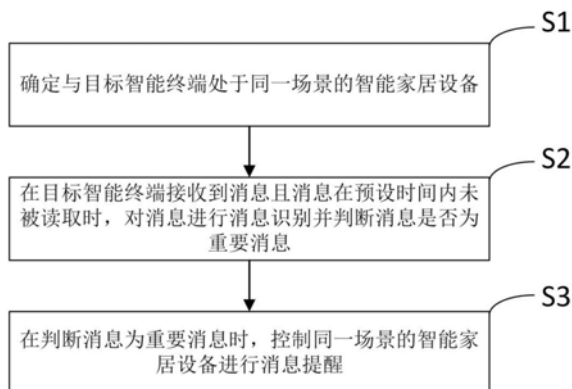 S1
确定与目标智能终端处于同一场景的智能家居设备
S2
在目标智能终端接收到消息且消息在预设时间内未
被读取时，对消息进行消息识别并判断消息是否为
重要消息
S3
在判断消息为重要消息时，控制同一场景的智能家
居设备进行消息提醒